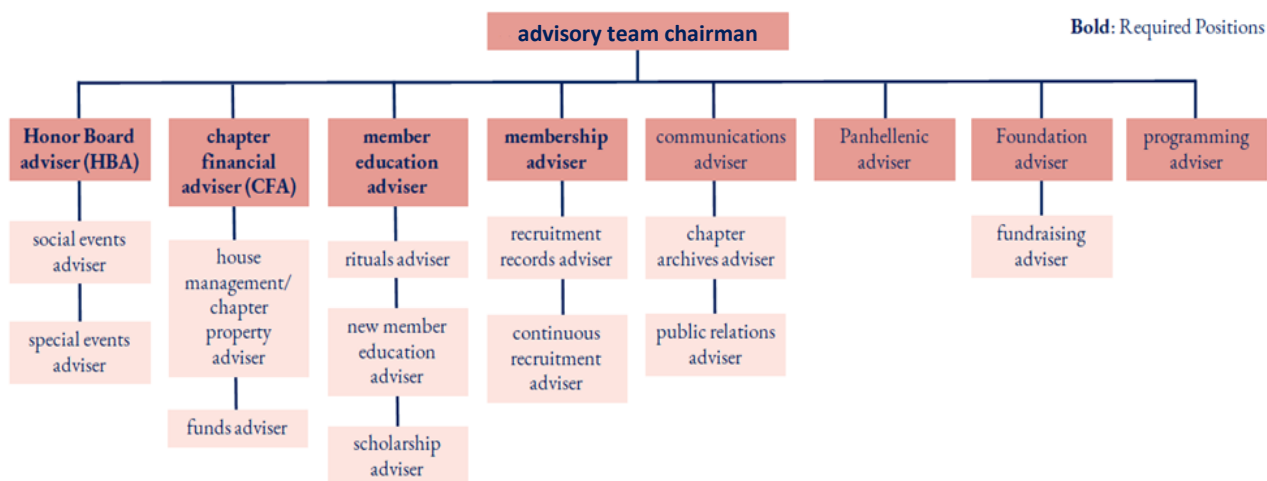 advisory team chairman
Bold: Required Positions
Honor Board
adviser (HBA)
chapter
financial
adviser (CFA)
member
education
adviser
membership
adviser
communications
adviser
Panhellenic
adviser
Foundation
adviser
programming
adviser
social events
adviser
special events
adviser
house
management/
chapter
property
adviser
funds adviser
rituals adviser
new member
education
adviser
scholarship
adviser
recruitment
records adviser
continuous
recruitment
adviser
chapter
archives adviser
public relations
adviser
fundraising
adviser